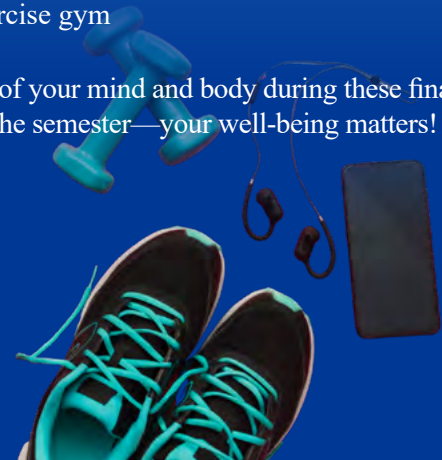 rcise gym
of your mind and body during these fina
he semester—your well-being matters!